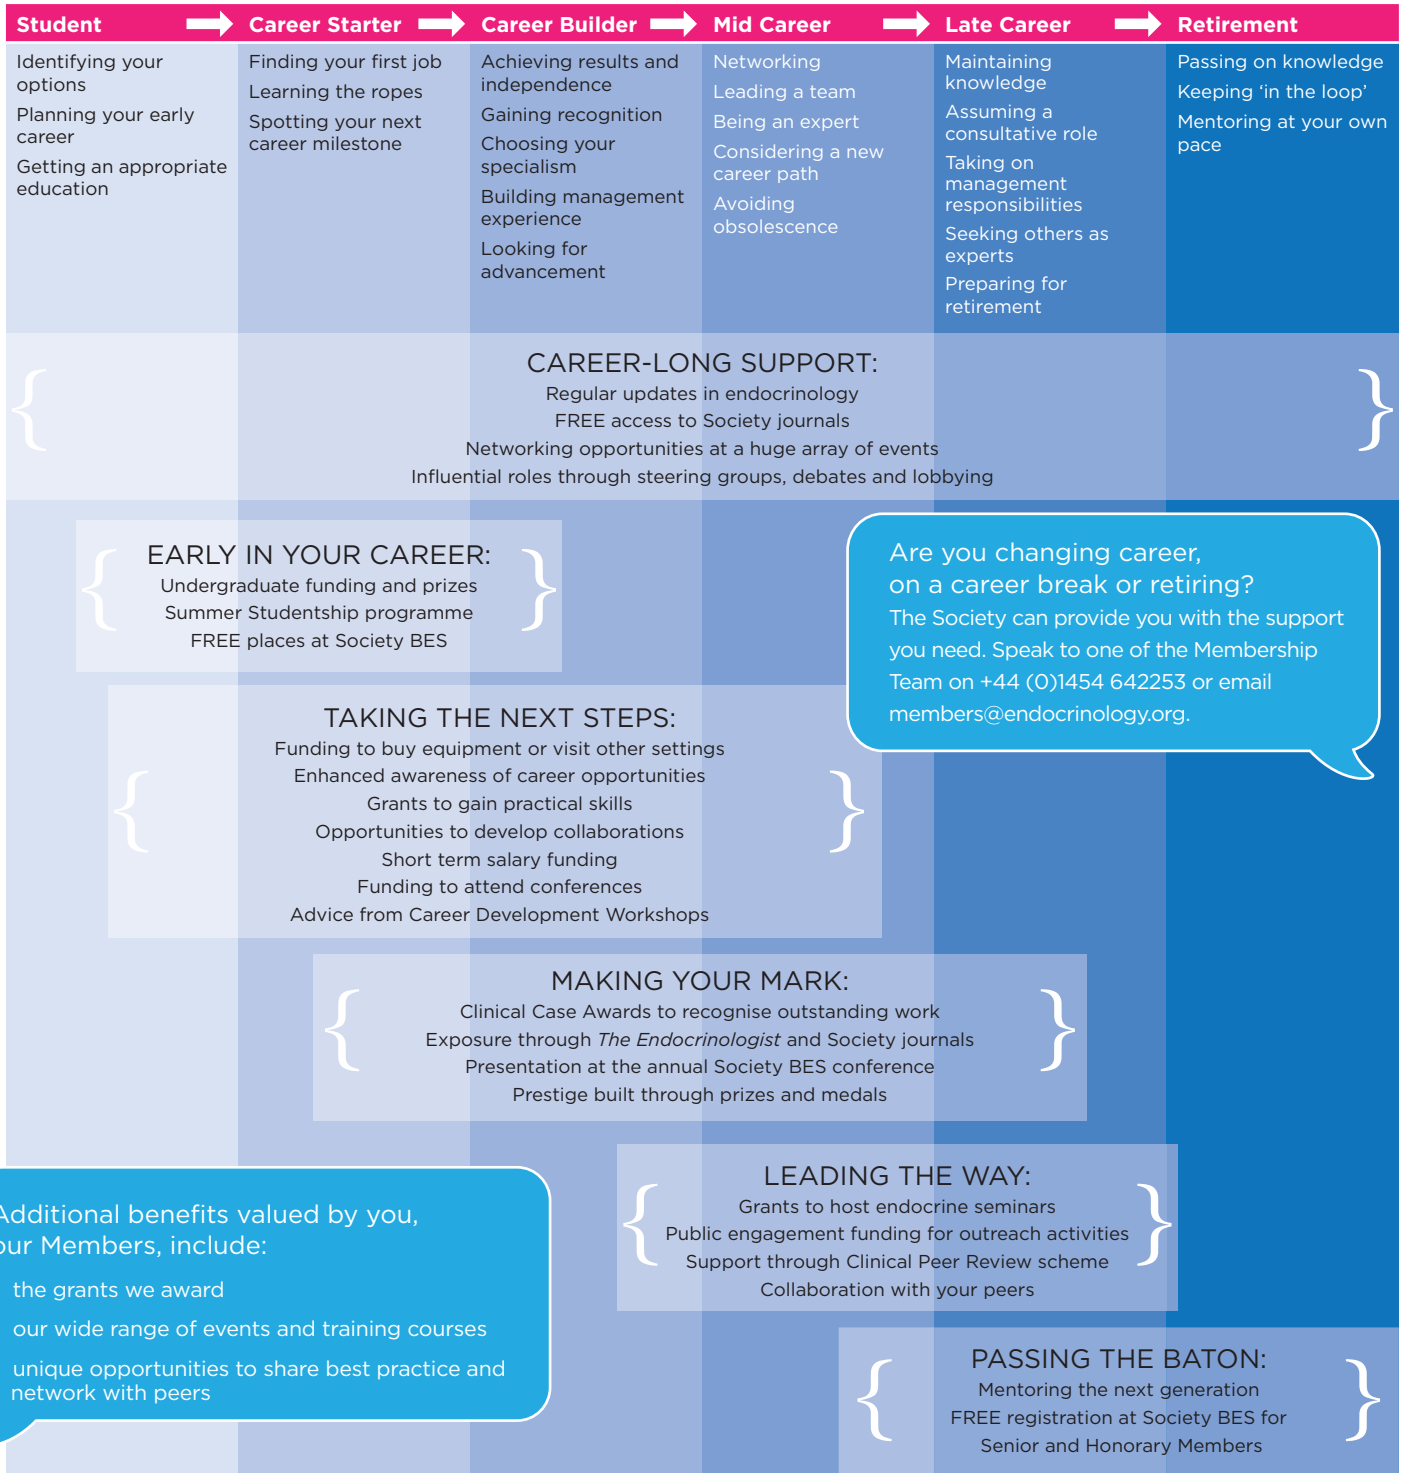 Student
Career Starter
Career Builder
Mid Career
Late Career
Retirement
Identifying your
options
Planning your early
career
Getting an appropriate
education
Finding your first job
Learning the ropes
Spotting your next
career milestone
Achieving results and
independence
Gaining recognition
Choosing your
specialism
Building management
experience
Looking for
advancement
Networking
Leading a team
Being an expert
Considering a new
career path
Avoiding
obsolescence
Maintaining
knowledge
Assuming a
consultative role
Taking on
management
responsibilities
Seeking others as
experts
Preparing for
retirement
Passing on knowledge
Keeping ‘in the loop’
Mentoring at your own
pace
CAREER-LONG SUPPORT:
Regular updates in endocrinology
FREE access to Society journals
Networking opportunities at a huge array of events
Influential roles through steering groups, debates and lobbying
EARLY IN YOUR CAREER:
Undergraduate funding and prizes
Summer Studentship programme
FREE places at Society BES
Are you changing career,
on a career break or retiring?
The Society can provide you with the support
you need. Speak to one of the Membership
Team on +44 (0)1454 642253 or email
members@endocrinology.org.
TAKING THE NEXT STEPS:
Funding to buy equipment or visit other settings
Enhanced awareness of career opportunities
Grants to gain practical skills
Opportunities to develop collaborations
Short term salary funding
Funding to attend conferences
Advice from Career Development Workshops
MAKING YOUR MARK:
Clinical Case Awards to recognise outstanding work
Exposure through The Endocrinologist and Society journals
Presentation at the annual Society BES conference
Prestige built through prizes and medals
LEADING THE WAY:
Grants to host endocrine seminars
Public engagement funding for outreach activities
Support through Clinical Peer Review scheme
Collaboration with your peers
Additional benefits valued by you,
our Members, include:
the grants we award
our wide range of events and training courses
unique opportunities to share best practice and
network with peers
PASSING THE BATON:
Mentoring the next generation
FREE registration at Society BES for
Senior and Honorary Members